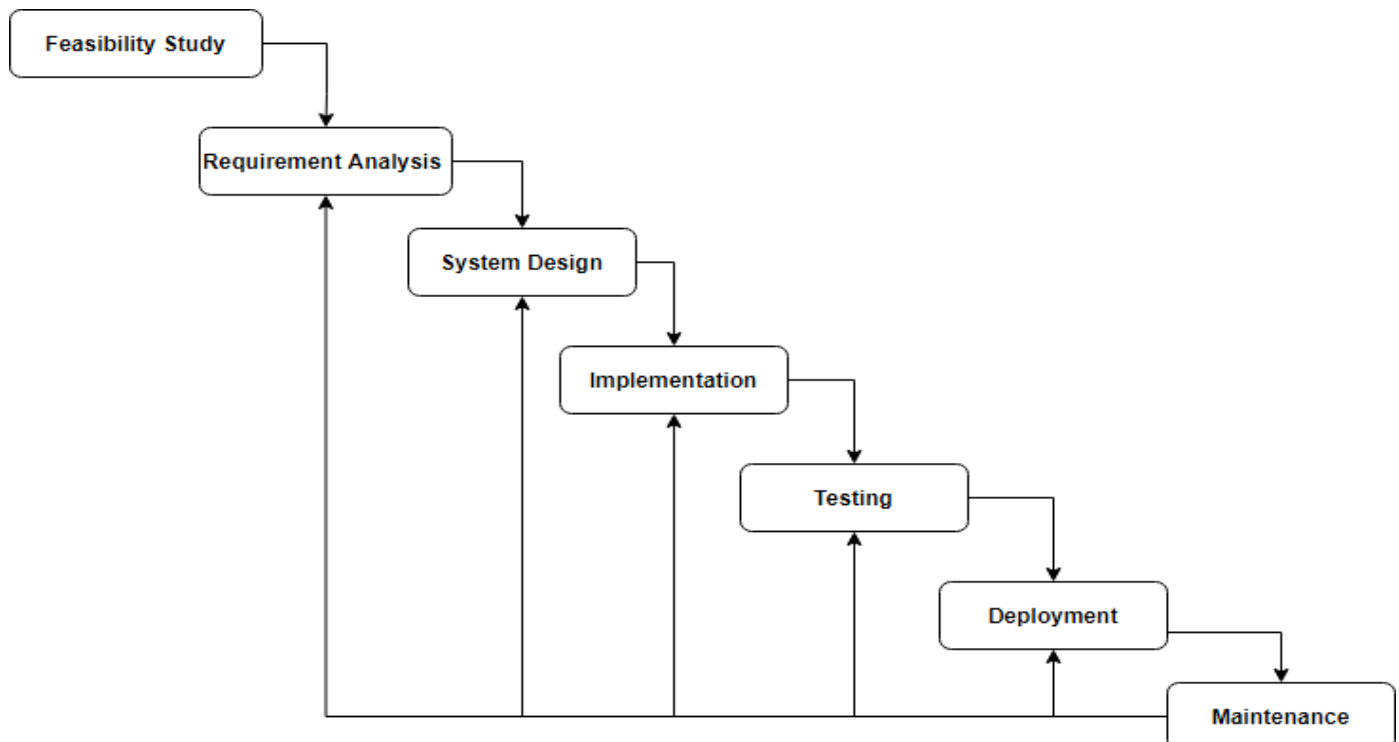 Feasibility Study
Requirement Analysis
System Design
Implementation
Testing
Deployment
Maintenance